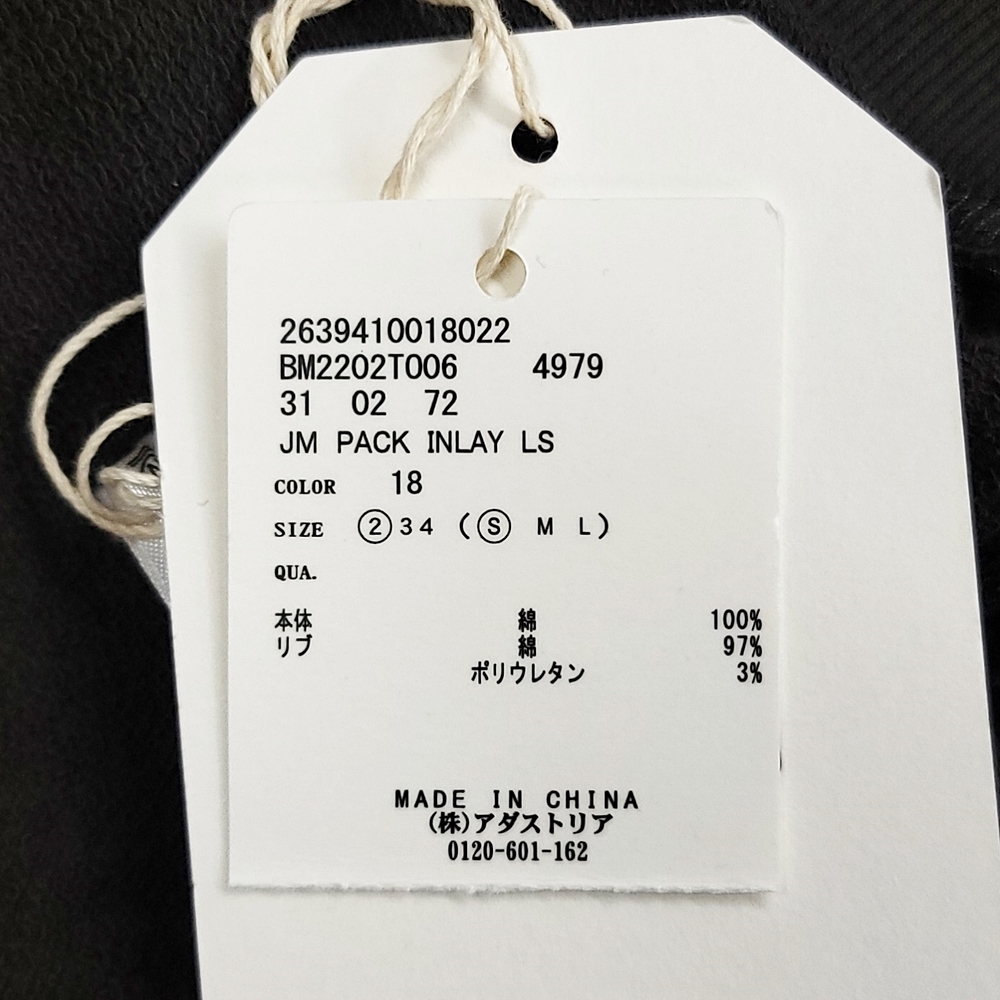 2639410018022
BM2202T006 4979
31 02 72
JM PACK INLAY LS
COLOR 18
SIZE ②34 (Ⓢ M L)
QUA.
本体 綿 100%
リブ 綿 97%
ポリウレタン 3%
MADE IN CHINA
(株)アダストリア
0120-601-162